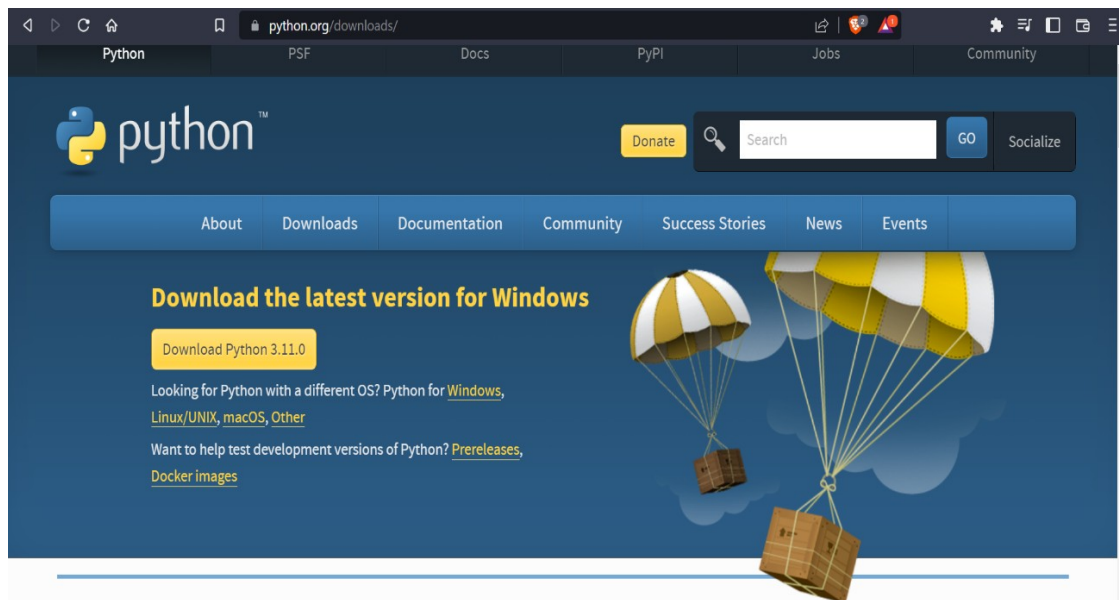 python.org/downloads/
2
1
Python PSF Docs PyPI Jobs Community
python™
Donate Search GO Socialize
About Downloads Documentation Community Success Stories News Events
Download the latest version for Windows
Download Python 3.11.0
Looking for Python with a different OS? Python for Windows,
Linux/UNIX, macOS, Other
Want to help test development versions of Python? Prereleases,
Docker images